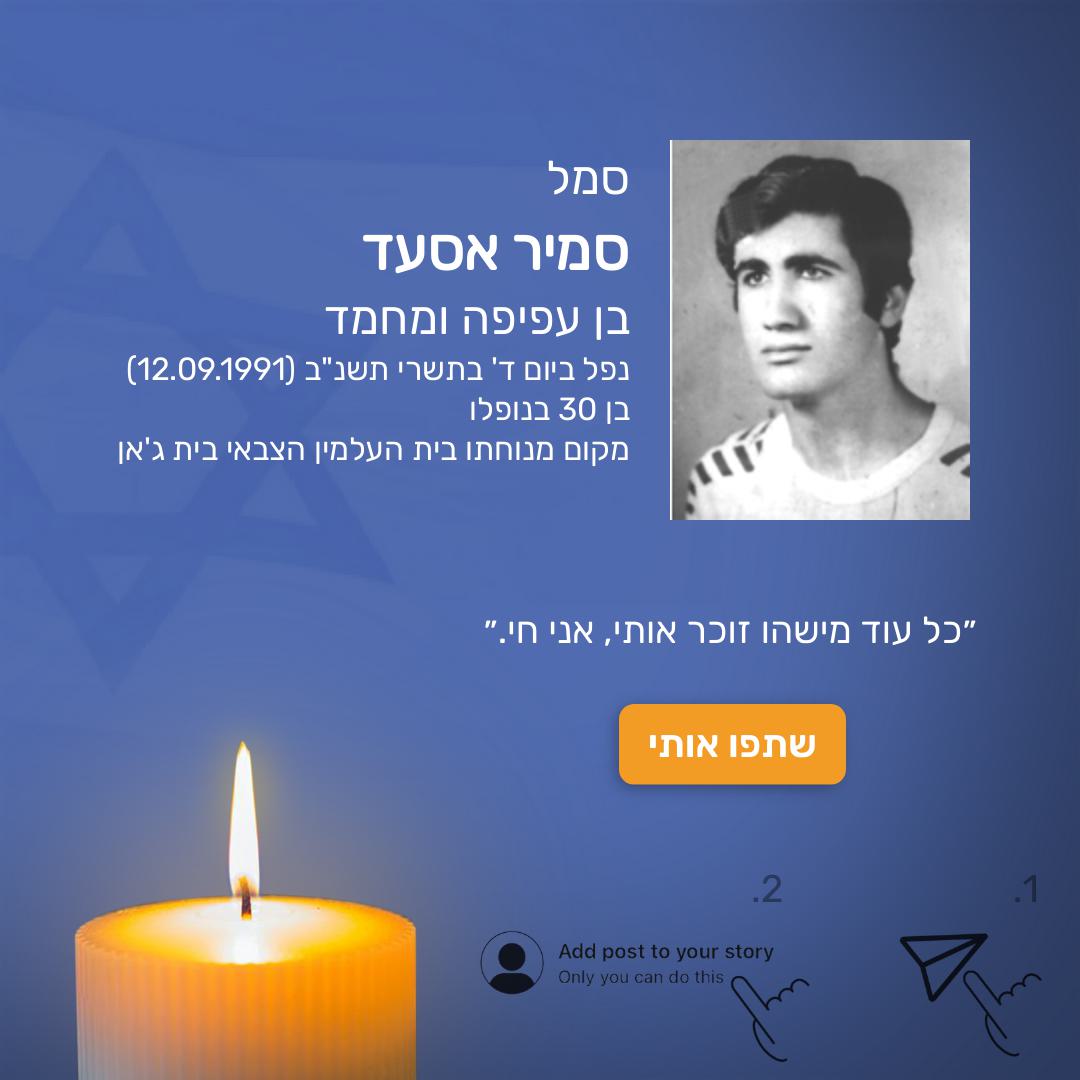 סמל
סמיר אסעד
בן עפיפה ומחמד
נפל ביום ד' בתשרי תשנ"ב (12.09.1991)
בן 30 בנופלו
מקום מנוחתו בית העלמין הצבאי בית ג'אן
״כל עוד מישהו זוכר אותי, אני חי.״
שתפו אותי
1.
2.
Add post to your story
Only you can do this